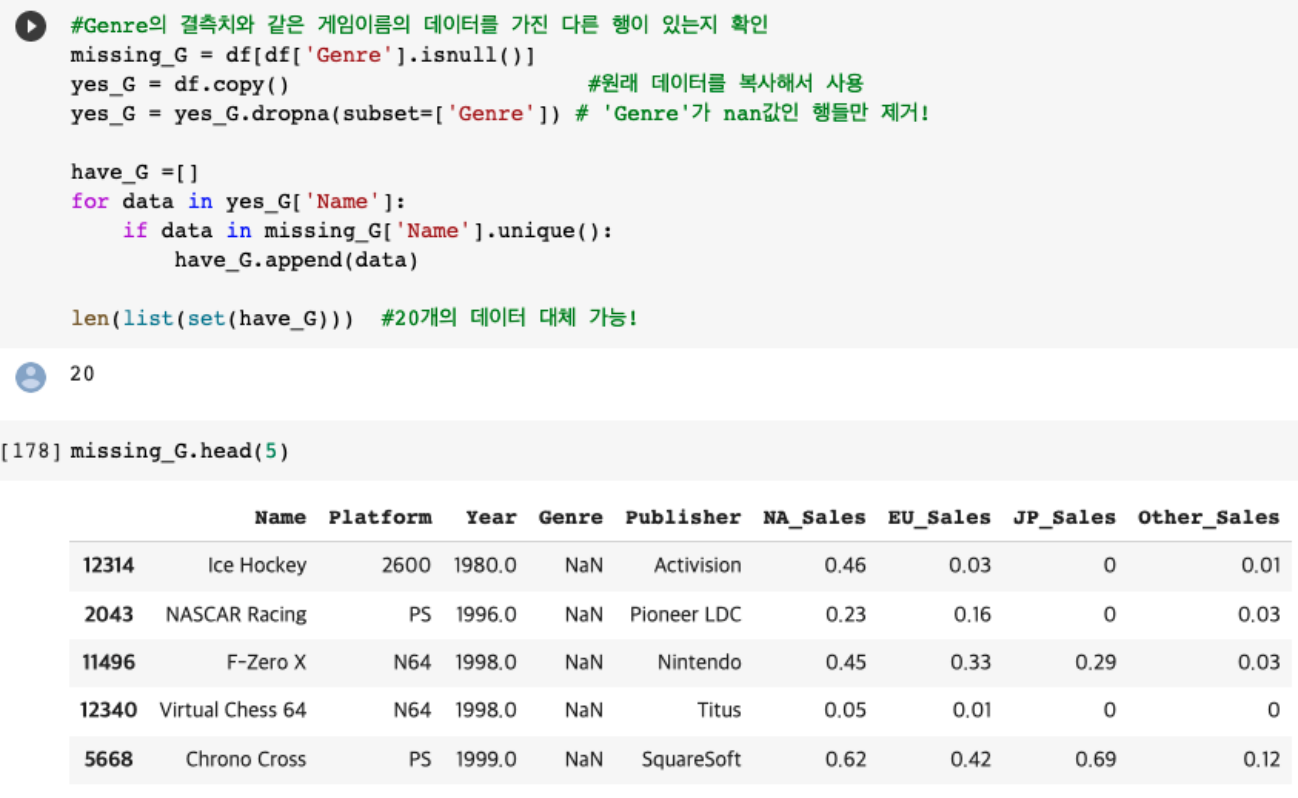 #Genre의 결측치와 같은 게임이름의 데이터를 가진 다른 행이 있는지 확인
missing_G = df[df['Genre'].isnull()]
yes_G = df.copy() #원래 데이터를 복사해서 사용
yes_G = yes_G.dropna(subset=['Genre']) # 'Genre'가 nan값인 행들만 제거!
have_G =[]
for data in yes_G['Name']:
if data in missing_G['Name'].unique():
have_G.append(data)
len(list(set(have_G))) #20개의 데이터 대체 가능!
20
[178] missing_G.head(5)
Name Platform Year Genre Publisher NA_Sales EU_Sales JP_Sales Other_Sales
12314 Ice Hockey 2600 1980.0 NaN Activision 0.46 0.03 0 0.01
2043 NASCAR Racing PS 1996.0 NaN Pioneer LDC 0.23 0.16 0 0.03
11496 F-Zero X N64 1998.0 NaN Nintendo 0.45 0.33 0.29 0.03
12340 Virtual Chess 64 N64 1998.0 NaN Titus 0.05 0.01 0 0
5668 Chrono Cross PS 1999.0 NaN SquareSoft 0.62 0.42 0.69 0.12